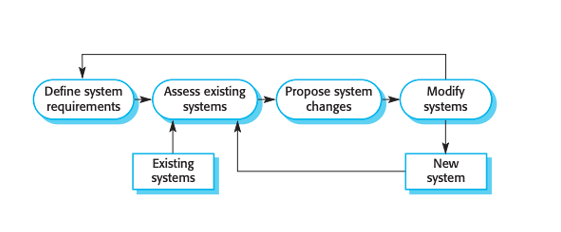 Define system
requirements
Assess existing
systems
Propose system
changes
Modify
systems
Existing
systems
New
system